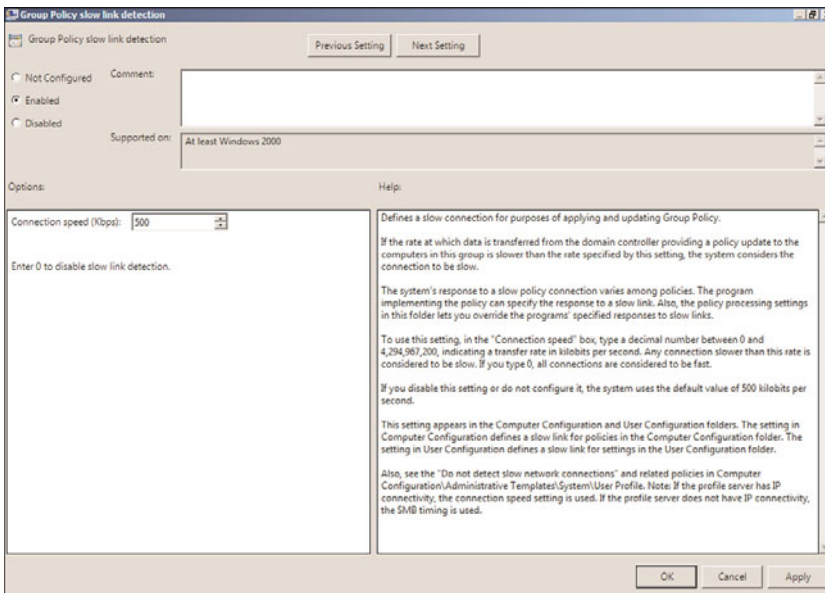 Group Policy slow link detection
Group Policy slow link detection
Previous Setting
Next Setting
Not Configured
Enabled
Disabled
Comment:
Supported on:
At least Windows 2000
Options:
Help:
Connection speed (Kbps): 500
Enter 0 to disable slow link detection.
Defines a slow connection for purposes of applying and updating Group Policy.
If the rate at which data is transferred from the domain controller providing a policy update to the
computers in this group is slower than the rate specified by this setting, the system considers the
connection to be slow.
The system's response to a slow policy connection varies among policies. The program
implementing the policy can specify the response to a slow link. Also, the policy processing settings
in this folder lets you override the programs' specified responses to slow links.
To use this setting, in the "Connection speed" box, type a decimal number between 0 and
4,294,967,200, indicating a transfer rate in kilobits per second. Any connection slower than this rate is
considered to be slow. If you type 0, all connections are considered to be fast.
If you disable this setting or do not configure it, the system uses the default value of 500 kilobits per
second.
This setting appears in the Computer Configuration and User Configuration folders. The setting in
Computer Configuration defines a slow link for policies in the Computer Configuration folder. The
setting in User Configuration defines a slow link for settings in the User Configuration folder.
Also, see the "Do not detect slow network connections" and related policies in Computer
Configuration\Administrative Templates\System\User Profile. Note: If the profile server has IP
connectivity, the connection speed setting is used. If the profile server does not have IP connectivity,
the SMB timing is used.
OK
Cancel
Apply